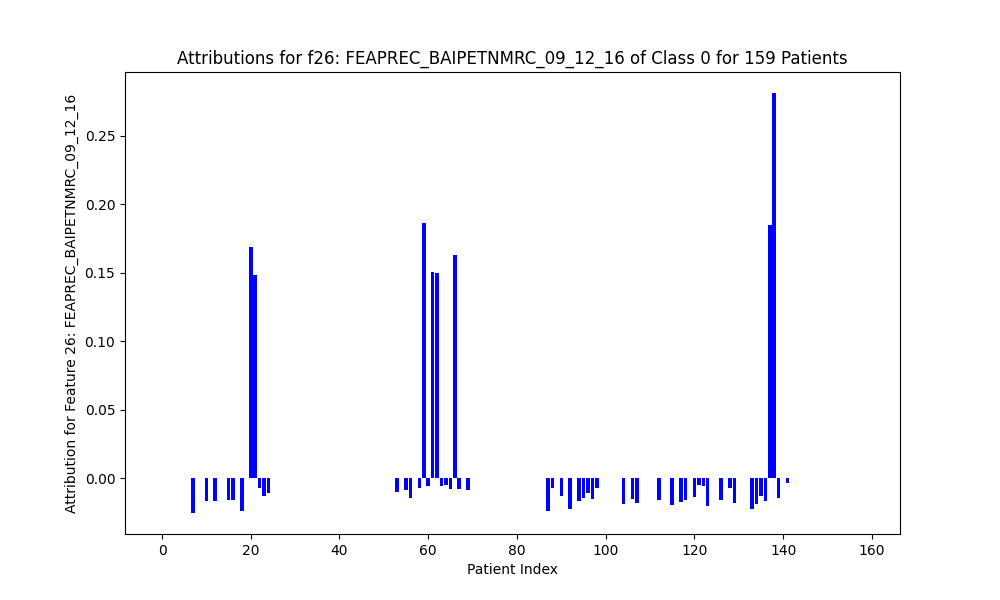 Attributions for f26: FEAPREC_BAIPETNMRC_09_12_16 of Class 0 for 159 Patients
Attribution for Feature 26: FEAPREC_BAIPETNMRC_09_12_16
0.25
0.20
0.15
0.10
0.05
0.00
0 20 40 60 80 100 120 140 160
Patient Index